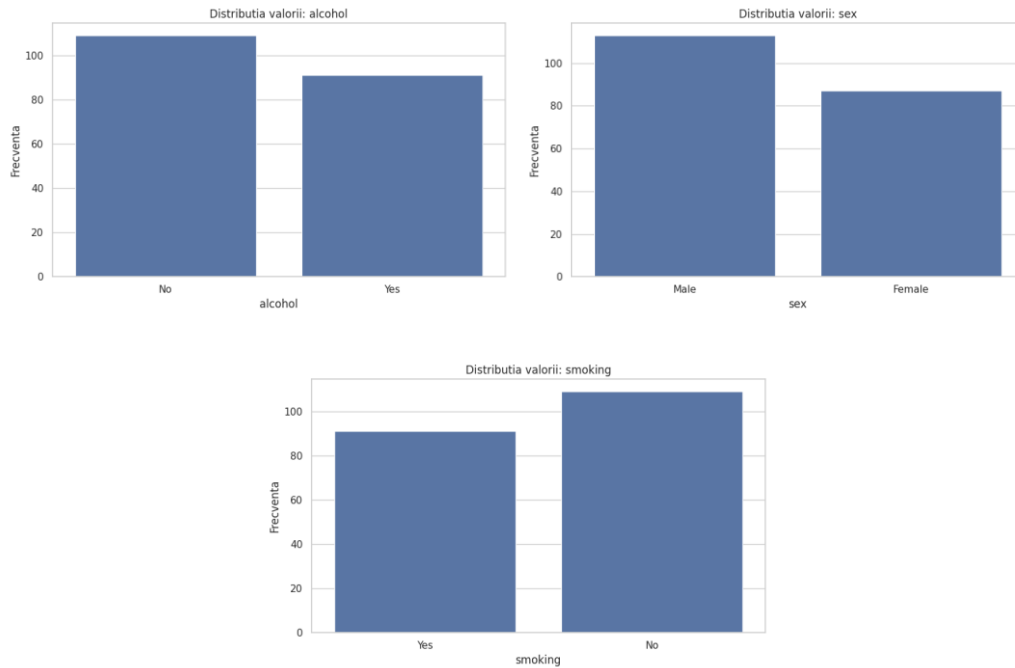 Distributia valorii: alcohol
Frecventa
100
80
60
40
20
0
No Yes
alcohol
Distributia valorii: sex
Frecventa
100
80
60
40
20
0
Male Female
sex
Distributia valorii: smoking
Frecventa
100
80
60
40
20
0
Yes No
smoking